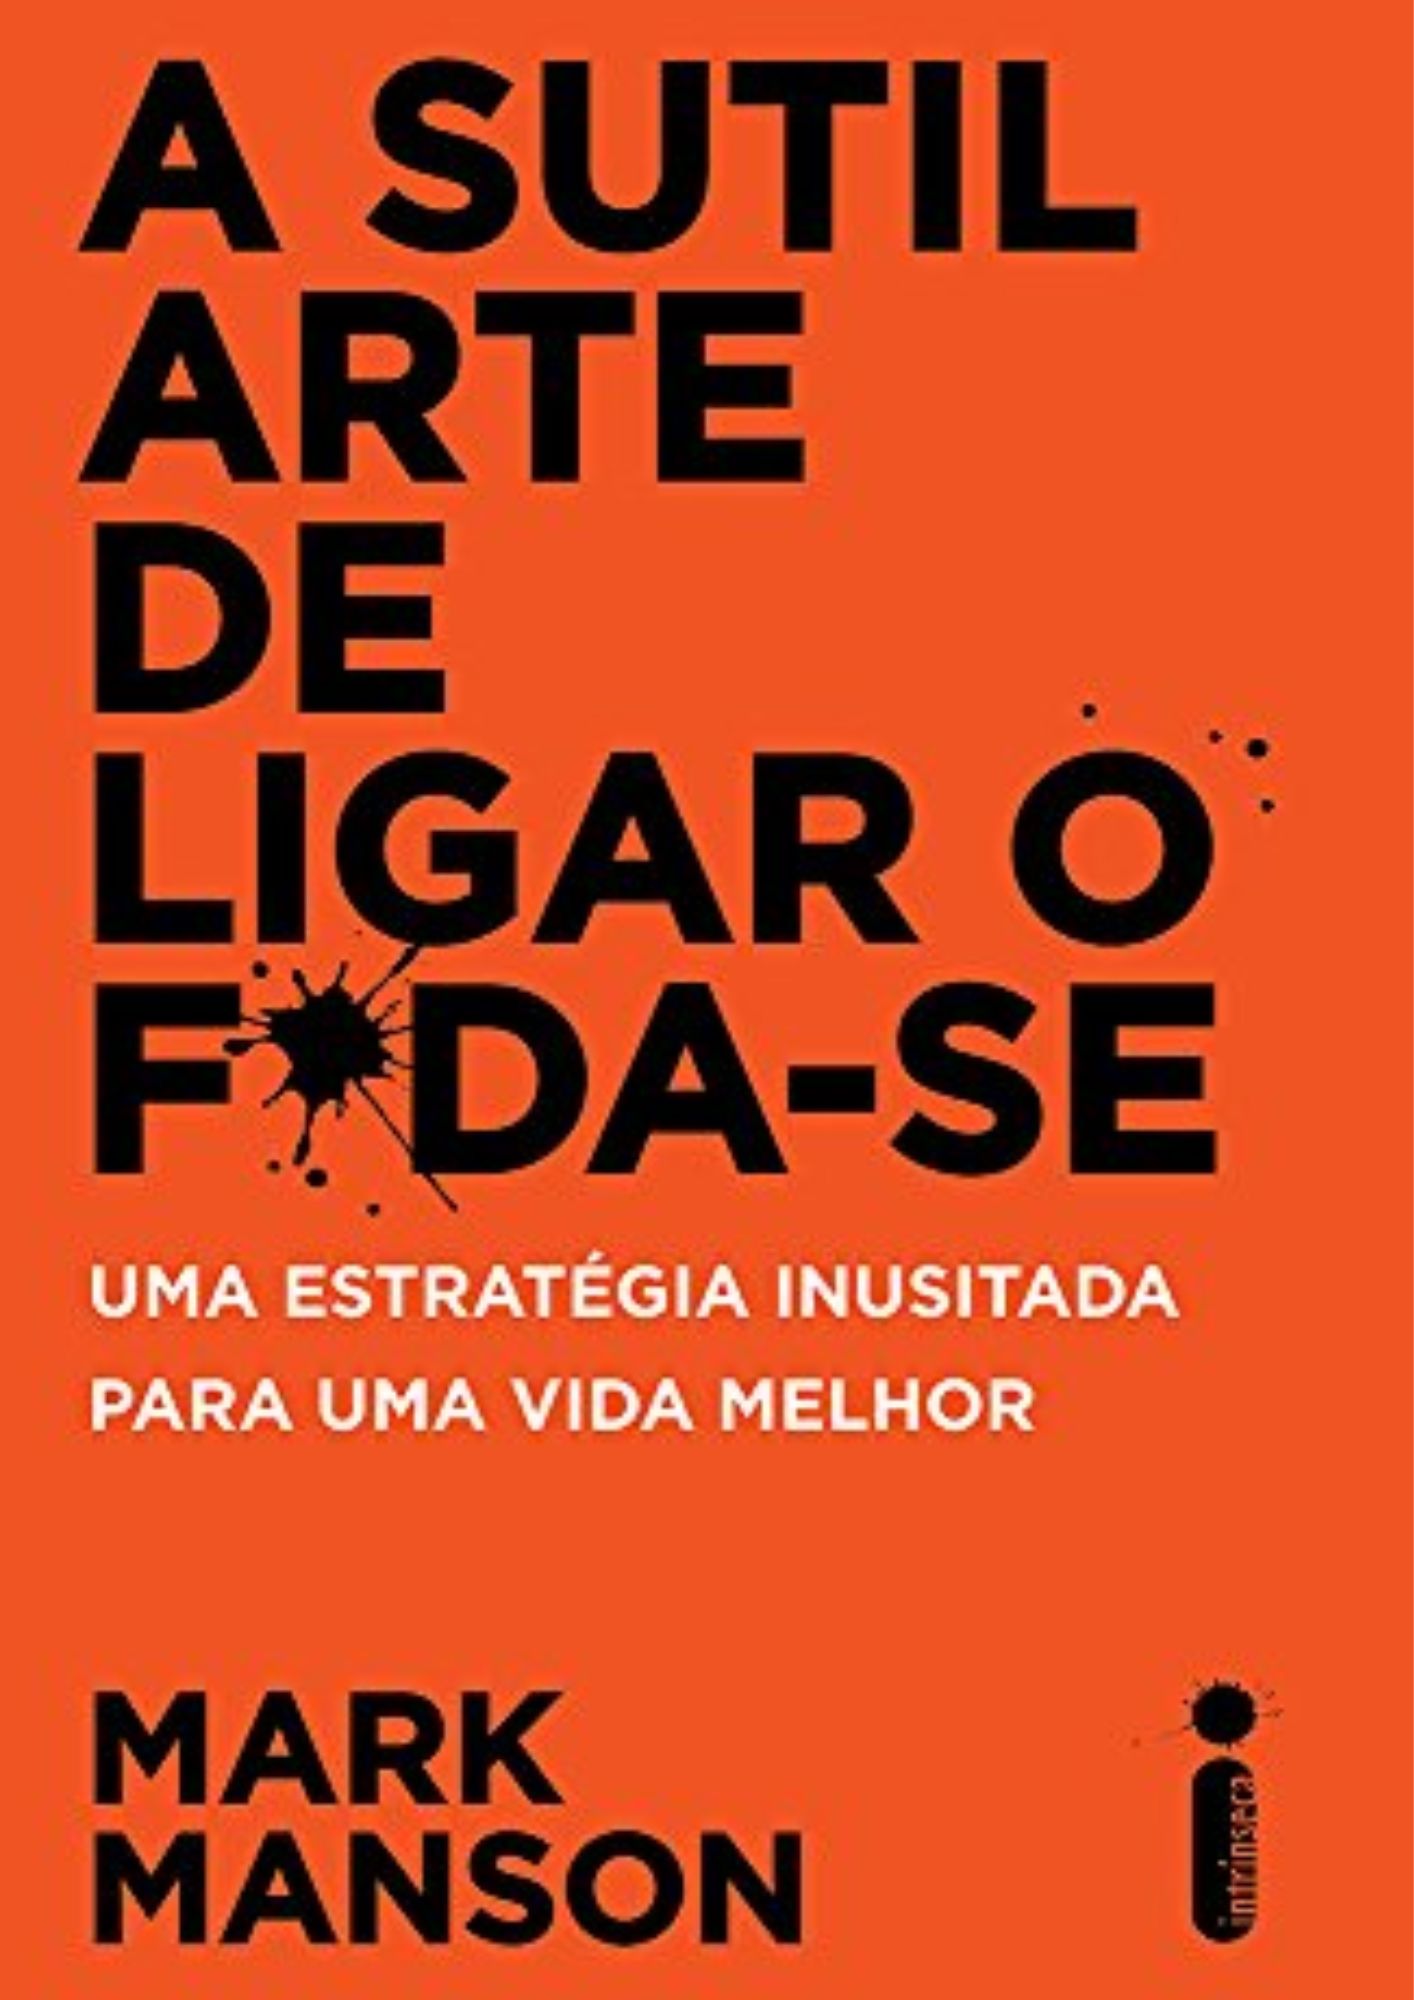 A SUTIL
ARTE
DE
LIGAR O
F*DA-SE
UMA ESTRATÉGIA INUSITADA
PARA UMA VIDA MELHOR
MARK
MANSON
intrínseca